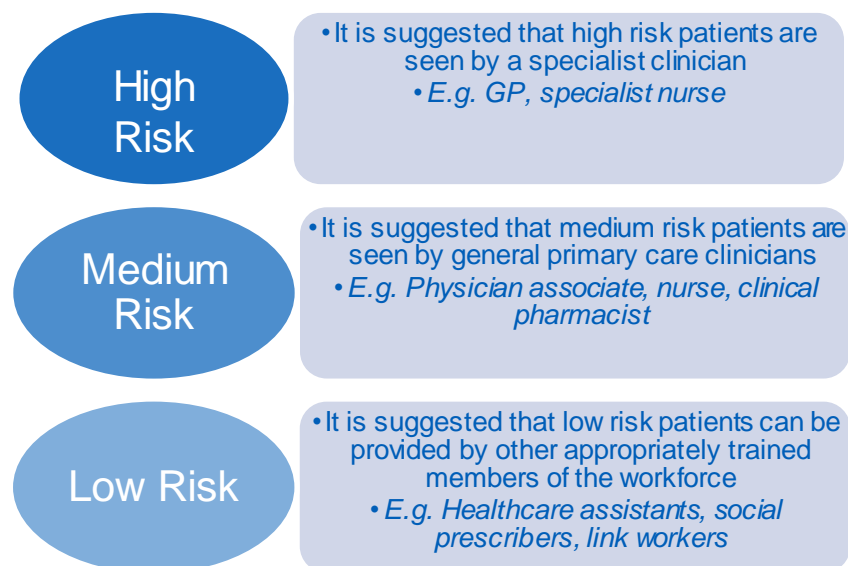 High
Risk
• It is suggested that high risk patients are
seen by a specialist clinician
• E.g. GP, specialist nurse
Medium
Risk
• It is suggested that medium risk patients are
seen by general primary care clinicians
• E.g. Physician associate, nurse, clinical
pharmacist
Low Risk
• It is suggested that low risk patients can be
provided by other appropriately trained
members of the workforce
• E.g. Healthcare assistants, social
prescribers, link workers